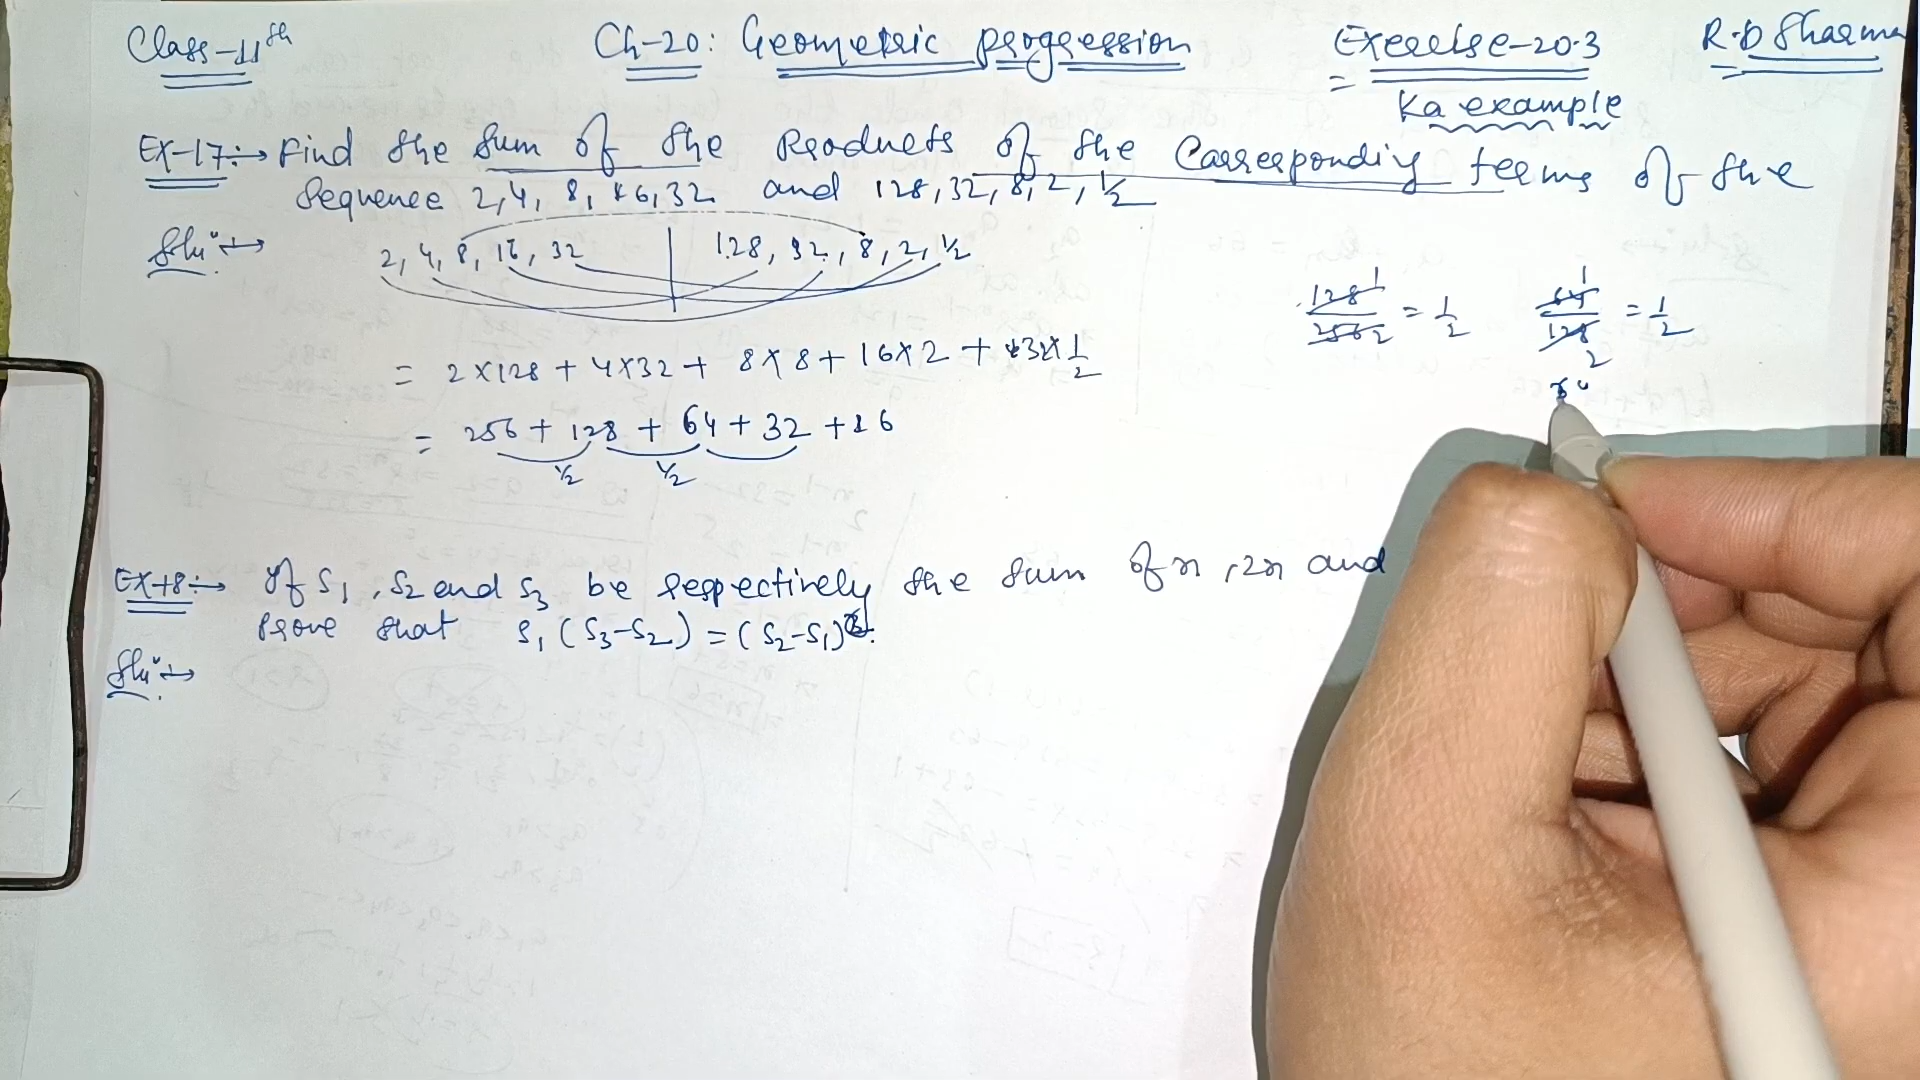 Class-11th Ch-20: Geometric progression Exercise-20.3 R.D Sharma
Ka example
Ex-17:→ Find the sum of the Products of the Corresponding terms of the
Sequence 2,4, 8, 16,32 and 128,32,8,2,1/2
Slu:→ 2, 4, 8, 16, 32 | 128, 32, 8, 2, 1/2
128/256 = 1/2 64/128 = 1/2
= 2×128 + 4×32 + 8×8 + 16×2 + 32×1/2
= 256 + 128 + 64 + 32 + 16
1/2 1/2
Ex-18:→ If S1, S2 and S3 be respectively the sum of n, 2n and
Prove that S1(S3-S2) = (S2-S1)2.
Slu:→